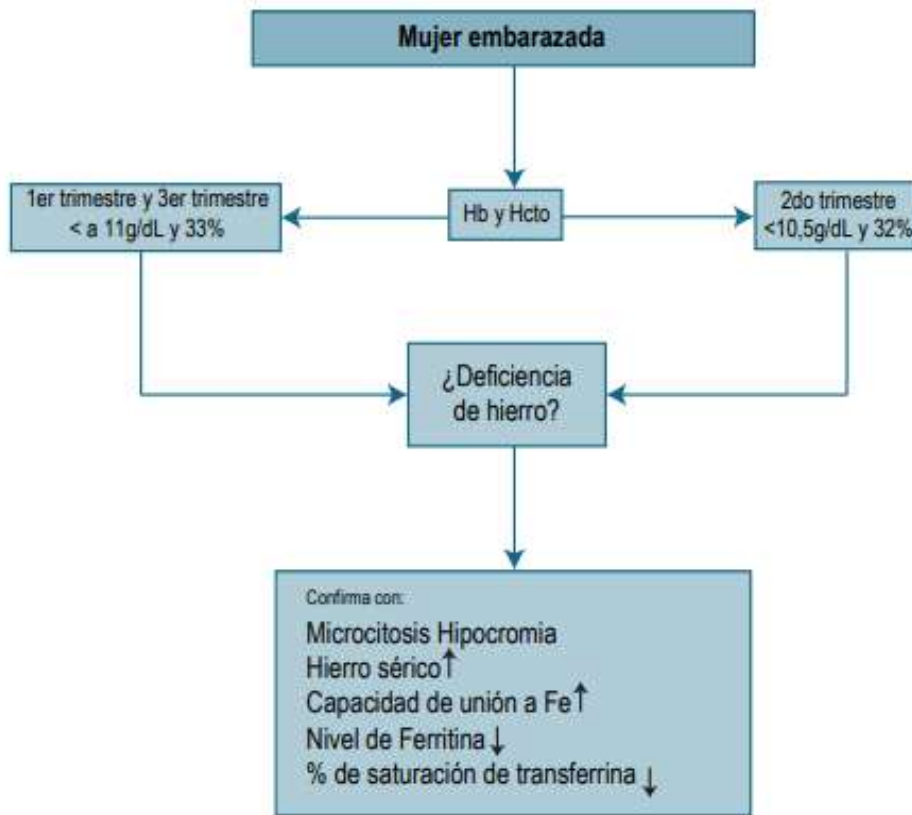 Mujer embarazada
1er trimestre y 3er trimestre
< a 11g/dL y 33%
Hb y Hcto
2do trimestre
<10,5g/dL y 32%
¿Deficiencia
de hierro?
Confirma con:
Microcitosis Hipocromia
Hierro sérico↑
Capacidad de unión a Fe↑
Nivel de Ferritina↓
% de saturación de transferrina↓